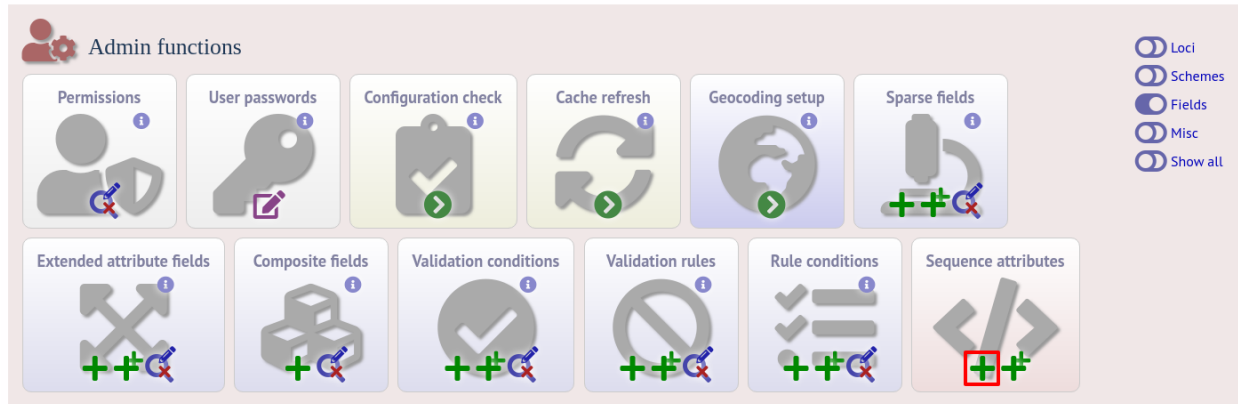 Admin functions
Loci
Schemes
Fields
Misc
Show all
Permissions
User passwords
Configuration check
Cache refresh
Geocoding setup
Sparse fields
Extended attribute fields
Composite fields
Validation conditions
Validation rules
Rule conditions
Sequence attributes